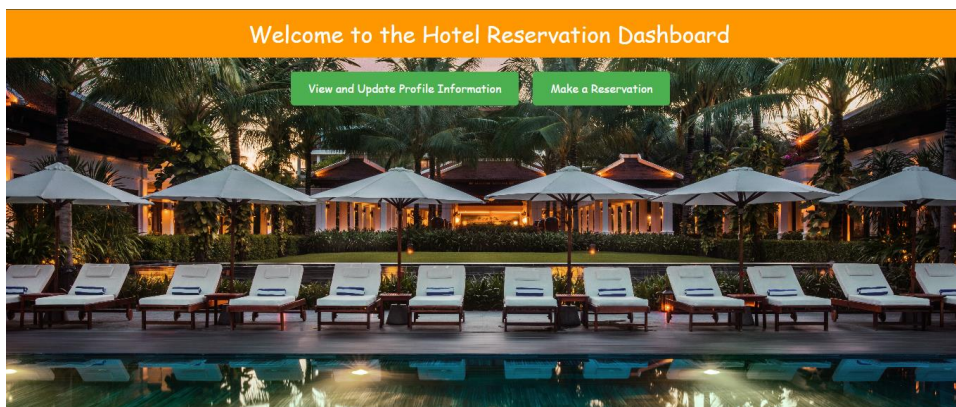 Welcome to the Hotel Reservation Dashboard
View and Update Profile Information
Make a Reservation